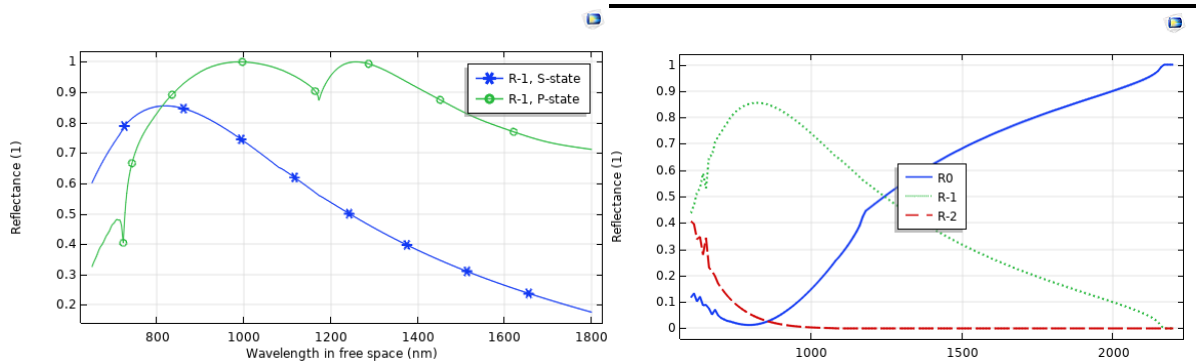 Reflectance (1)
1
0.9
0.8
0.7
0.6
0.5
0.4
0.3
0.2
800 1000 1200 1400 1600 1800
Wavelength in free space (nm)
R-1, S-state
R-1, P-state
Reflectance (1)
1
0.9
0.8
0.7
0.6
0.5
0.4
0.3
0.2
0.1
0
1000 1500 2000
R0
R-1
R-2